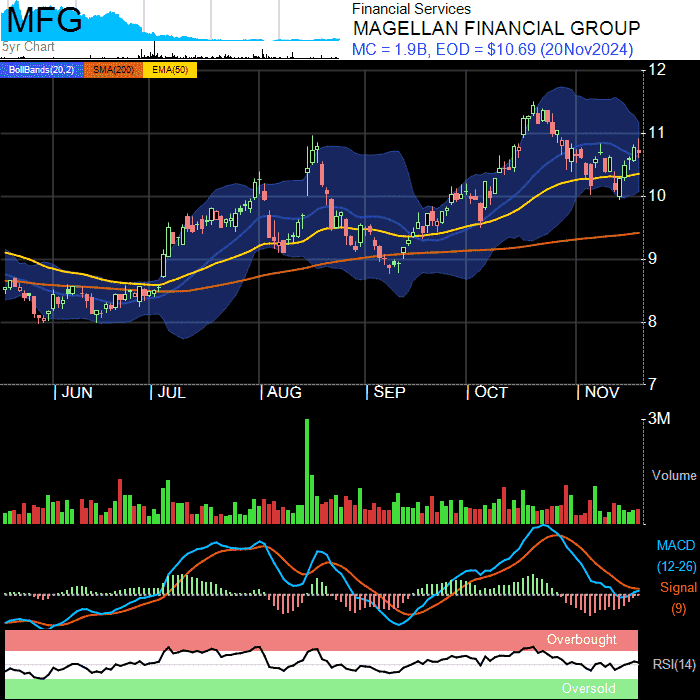 MFG
5yr Chart
Financial Services
MAGELLAN FINANCIAL GROUP
MC = 1.9B, EOD = $10.69 (20Nov2024)
BollBands(20,2) SMA(200) EMA(50)
12
11
10
9
8
7
JUN JUL AUG SEP OCT NOV
3M
Volume
MACD
(12-26)
Signal
(9)
Overbought
RSI(14)
Oversold